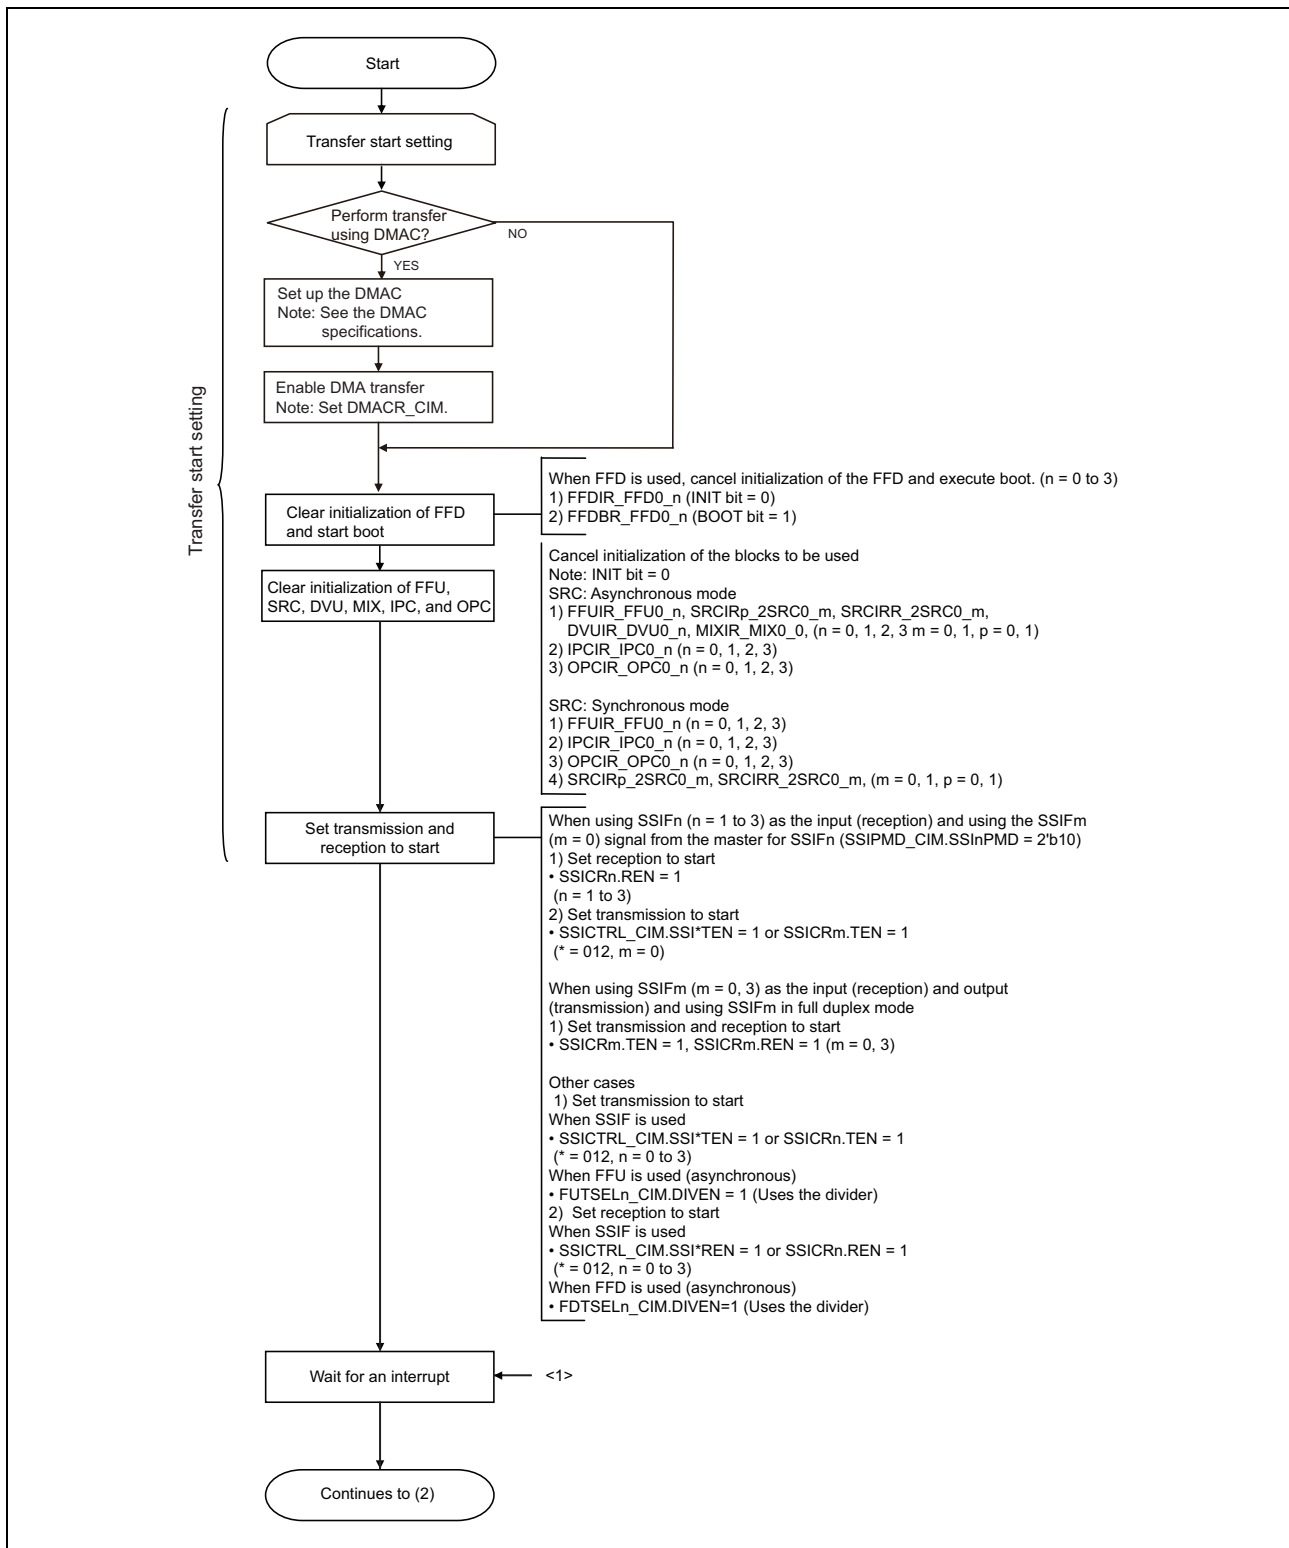 Start
Transfer start setting
Transfer start setting
Perform transfer
using DMAC?
NO
YES
Set up the DMAC
Note: See the DMAC
specifications.
Enable DMA transfer
Note: Set DMACR_CIM.
Clear initialization of FFD
and start boot
When FFD is used, cancel initialization of the FFD and execute boot. (n = 0 to 3)
1) FFDIR_FFD0_n (INIT bit = 0)
2) FFDBR_FFD0_n (BOOT bit = 1)
Clear initialization of FFU,
SRC, DVU, MIX, IPC, and OPC
Cancel initialization of the blocks to be used
Note: INIT bit = 0
SRC: Asynchronous mode
1) FFUIR_FFU0_n, SRCIRp_2SRC0_m, SRCIRR_2SRC0_m,
DVUIR_DVU0_n, MIXIR_MIX0_0, (n = 0, 1, 2, 3 m = 0, 1, p = 0, 1)
2) IPCIR_IPC0_n (n = 0, 1, 2, 3)
3) OPCIR_OPC0_n (n = 0, 1, 2, 3)
SRC: Synchronous mode
1) FFUIR_FFU0_n (n = 0, 1, 2, 3)
2) IPCIR_IPC0_n (n = 0, 1, 2, 3)
3) OPCIR_OPC0_n (n = 0, 1, 2, 3)
4) SRCIRp_2SRC0_m, SRCIRR_2SRC0_m, (m = 0, 1, p = 0, 1)
Set transmission and
reception to start
When using SSIFn (n = 1 to 3) as the input (reception) and using the SSIFm
(m = 0) signal from the master for SSIFn (SSIPMD_CIM.SSInPMD = 2'b10)
1) Set reception to start
• SSICRn.REN = 1
(n = 1 to 3)
2) Set transmission to start
• SSICTRL_CIM.SSI*TEN = 1 or SSICRm.TEN = 1
(* = 012, m = 0)
When using SSIFm (m = 0, 3) as the input (reception) and output
(transmission) and using SSIFm in full duplex mode
1) Set transmission and reception to start
• SSICRm.TEN = 1, SSICRm.REN = 1 (m = 0, 3)
Other cases
1) Set transmission to start
When SSIF is used
• SSICTRL_CIM.SSI*TEN = 1 or SSICRn.TEN = 1
(* = 012, n = 0 to 3)
When FFU is used (asynchronous)
• FUTSELn_CIM.DIVEN = 1 (Uses the divider)
2) Set reception to start
When SSIF is used
• SSICTRL_CIM.SSI*REN = 1 or SSICRn.REN = 1
(* = 012, n = 0 to 3)
When FFD is used (asynchronous)
• FDTSELn_CIM.DIVEN=1 (Uses the divider)
Wait for an interrupt
<1>
Continues to (2)